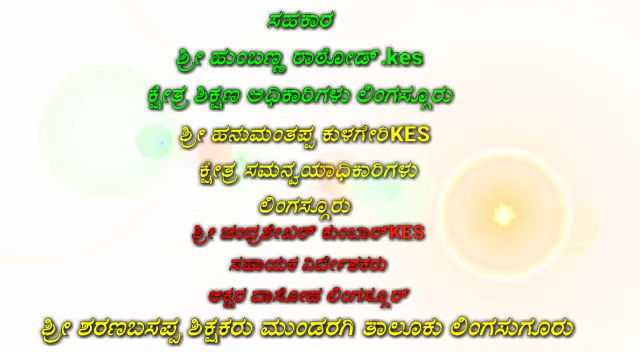 ಸಹಕಾರ
ಶ್ರೀ ಹುಂಬಣ್ಣ ರಾಠೋಡ್.kes
ಕ್ಷೇತ್ರ ಶಿಕ್ಷಣ ಅಧಿಕಾರಿಗಳು ಲಿಂಗಸ್ಗೂರು
ಶ್ರೀ ಹನುಮಂತಪ್ಪ ಕುಳಗೇರಿKES
ಕ್ಷೇತ್ರ ಸಮನ್ವಯಾಧಿಕಾರಿಗಳು
ಲಿಂಗಸ್ಗೂರು
ಶ್ರೀ ಚಂದ್ರಶೇಖರ್ ಕುಂಬಾರ್KES
ಸಹಾಯಕ ನಿರ್ದೇಶಕರು
ಅಕ್ಷರ ದಾಸೋಹ ಲಿಂಗಸ್ಗೂರ್
ಶ್ರೀ ಶರಣಬಸಪ್ಪ ಶಿಕ್ಷಕರು ಮುಂಡರಗಿ ತಾಲೂಕು ಲಿಂಗಸುಗೂರು